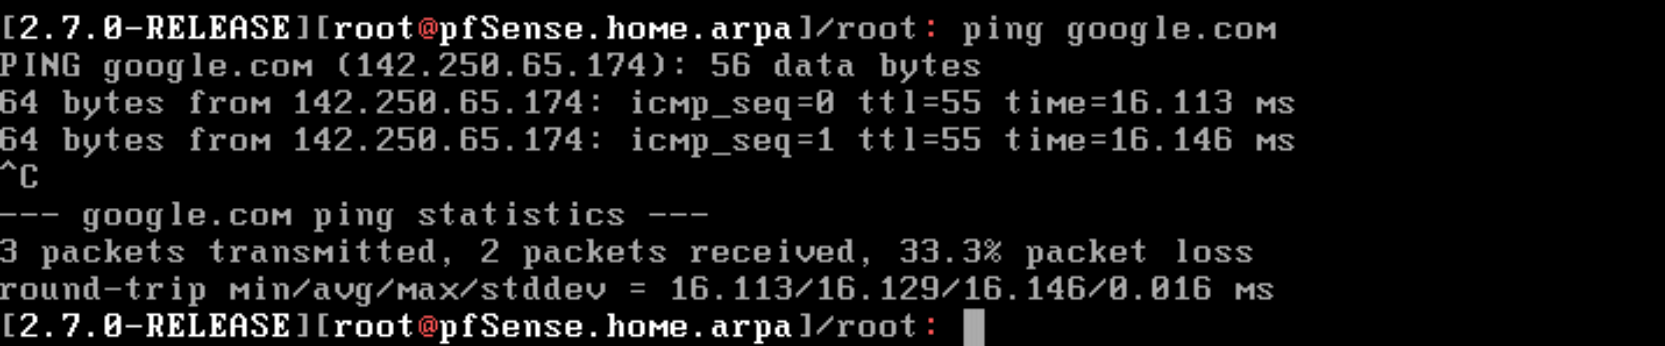 [2.7.0-RELEASE][root@pfSense.home.arpa]/root: ping google.com
PING google.com (142.250.65.174): 56 data bytes
64 bytes from 142.250.65.174: icmp_seq=0 ttl=55 time=16.113 ms
64 bytes from 142.250.65.174: icmp_seq=1 ttl=55 time=16.146 ms
^C
--- google.com ping statistics ---
3 packets transmitted, 2 packets received, 33.3% packet loss
round-trip min/avg/max/stddev = 16.113/16.129/16.146/0.016 ms
[2.7.0-RELEASE][root@pfSense.home.arpa]/root: